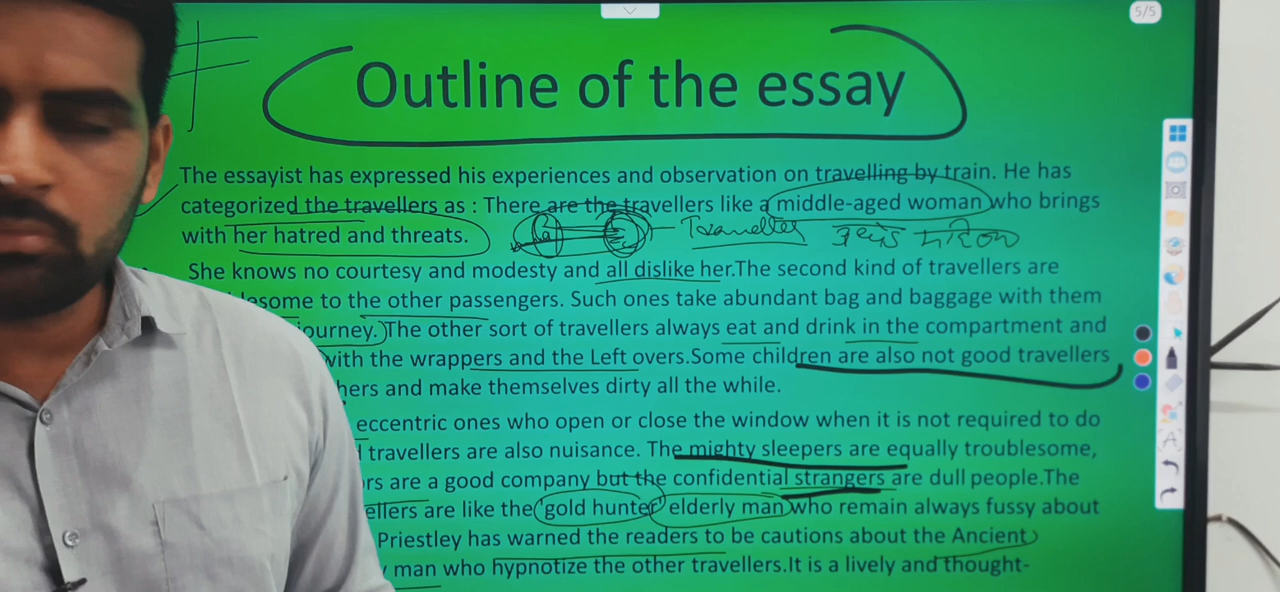 5/5
Outline of the essay
The essayist has expressed his experiences and observation on travelling by train. He has
categorized the travellers as : There are the travellers like a middle-aged woman who brings
with her hatred and threats.
Traveller
She knows no courtesy and modesty and all dislike her.The second kind of travellers are
to the other passengers. Such ones take abundant bag and baggage with them
journey. The other sort of travellers always eat and drink in the compartment and
with the wrappers and the Left overs.Some children are also not good travellers
and make themselves dirty all the while.
eccentric ones who open or close the window when it is not required to do
travellers are also nuisance. The mighty sleepers are equally troublesome,
are a good company but the confidential strangers are dull people.The
are like the 'gold hunter' elderly man who remain always fussy about
Priestley has warned the readers to be cautions about the Ancient
man who hypnotize the other travellers.It is a lively and thought-